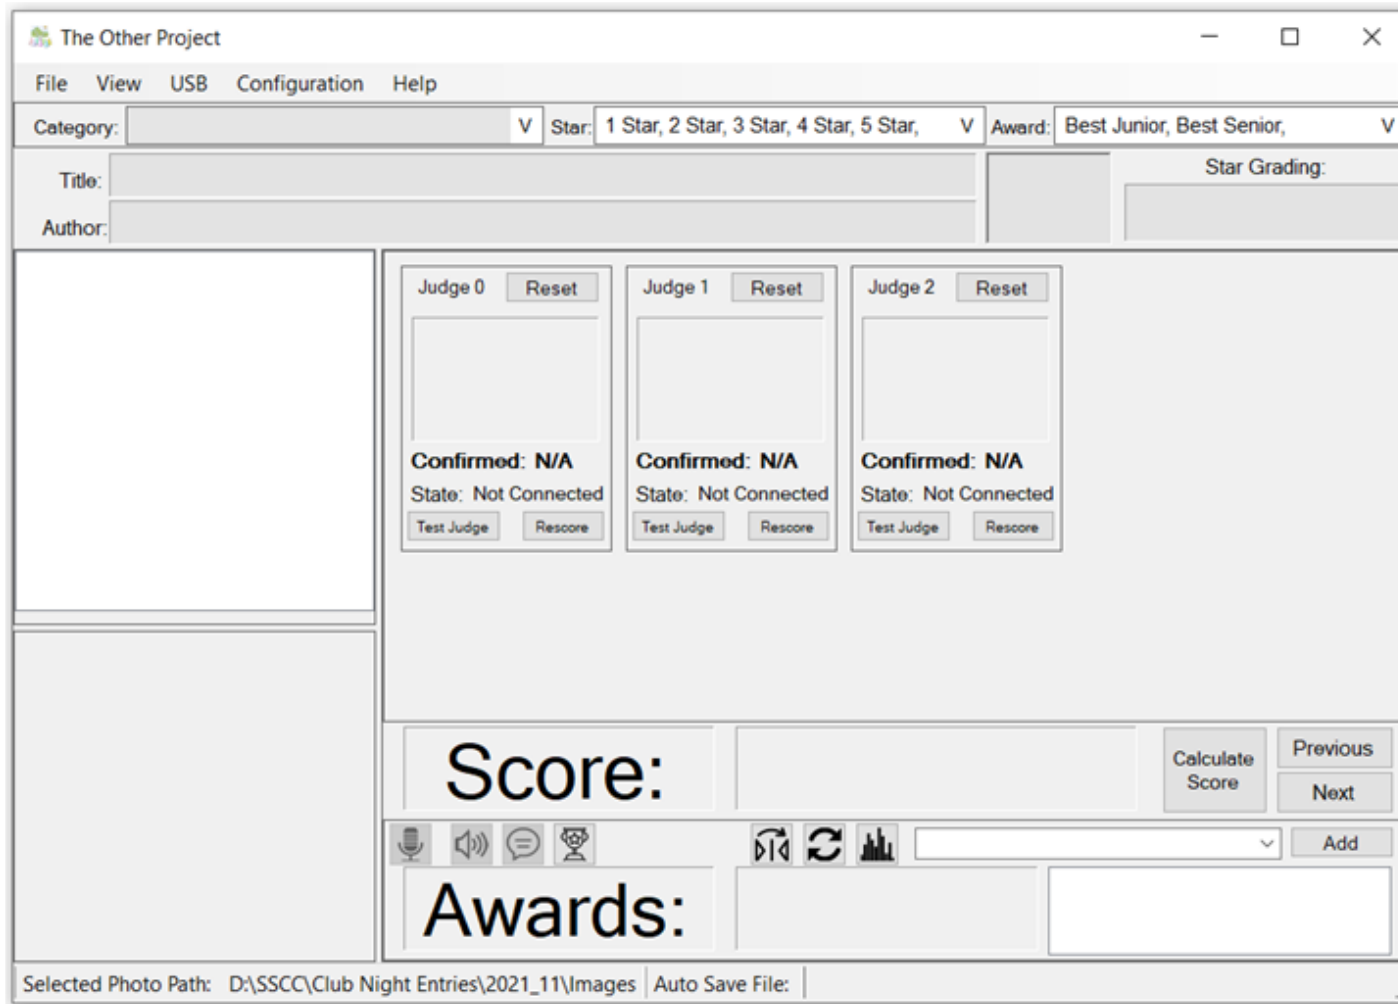 The Other Project
File View USB Configuration Help
Category: V Star: 1 Star, 2 Star, 3 Star, 4 Star, 5 Star, V Award: Best Junior, Best Senior, V
Title: Star Grading:
Author:
Judge 0 Reset Judge 1 Reset Judge 2 Reset
Confirmed: N/A Confirmed: N/A Confirmed: N/A
State: Not Connected State: Not Connected State: Not Connected
Test Judge Rescore Test Judge Rescore Test Judge Rescore
Score: Calculate Score Previous
Next
Add
Awards:
Selected Photo Path: D:\SSCC\Club Night Entries\2021_11\Images Auto Save File: